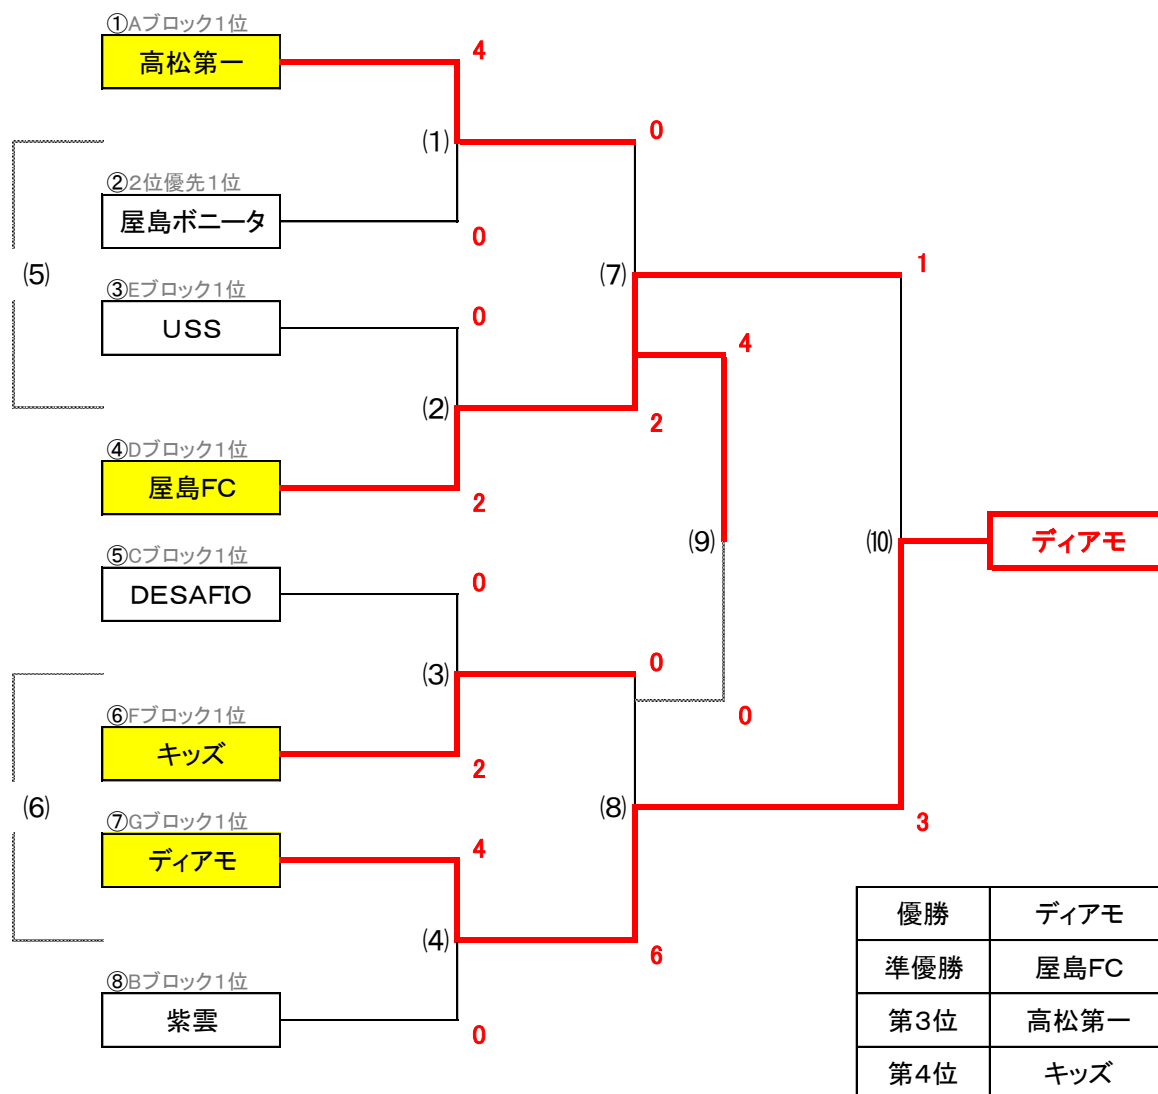 ①Aブロック1位
高松第一
4
(1)
0
②2位優先1位
屋島ボニータ
0
(5)
(7)
1
③Eブロック1位
USS
0
4
(2)
2
④Dブロック1位
屋島FC
2
(9)
(10)
ディアモ
⑤Cブロック1位
DESAFIO
0
(3)
0
0
⑥Fブロック1位
キッズ
2
(6)
(8)
3
⑦Gブロック1位
ディアモ
4
(4)
6
⑧Bブロック1位
紫雲
0
優勝 ディアモ
準優勝 屋島FC
第3位 高松第一
第4位 キッズ